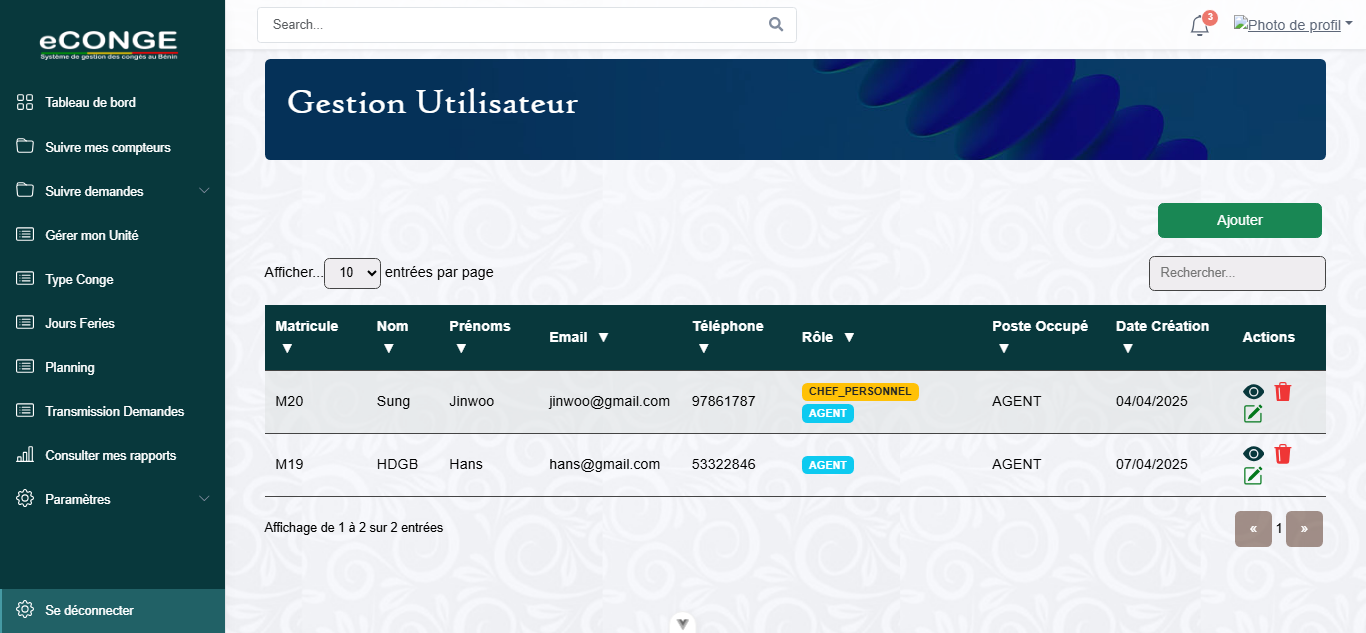 eCONGE
Système de gestion des congés au Bénin
Tableau de bord
Suivre mes compteurs
Suivre demandes
Gérer mon Unité
Type Conge
Jours Feries
Planning
Transmission Demandes
Consulter mes rapports
Paramètres
Se déconnecter
Search...
3
Photo de profil
Gestion Utilisateur
Ajouter
Afficher... 10 entrées par page
Rechercher...
Matricule ▼ Nom ▼ Prénoms ▼ Email ▼ Téléphone ▼ Rôle ▼ Poste Occupé ▼ Date Création ▼ Actions
M20 Sung Jinwoo jinwoo@gmail.com 97861787 CHEF_PERSONNEL AGENT AGENT 04/04/2025
M19 HDGB Hans hans@gmail.com 53322846 AGENT AGENT 07/04/2025
Affichage de 1 à 2 sur 2 entrées
« 1 »